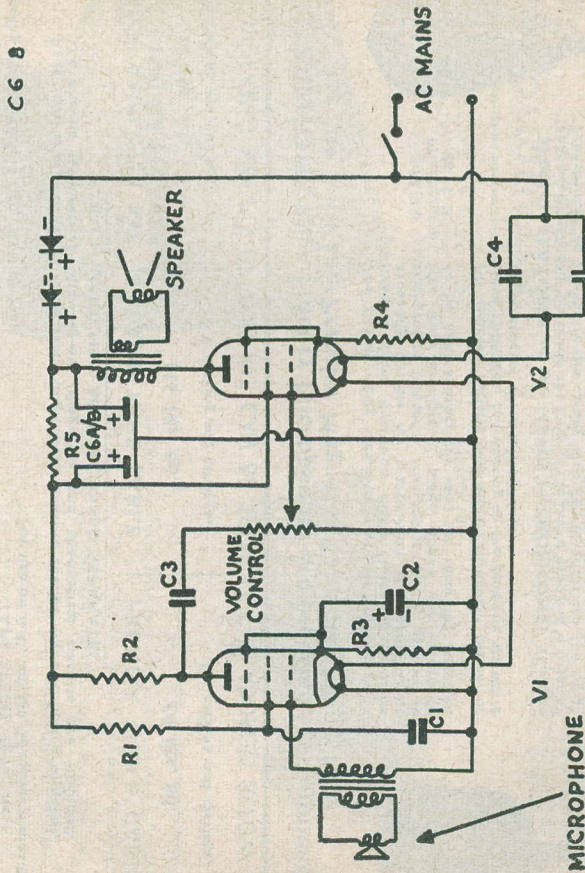 CG 8
AC MAINS
- +
- +
SPEAKER
R5
C6A/B
+ +
R4
C4
V2
C3
VOLUME
CONTROL
R2
R1
C2
+ -
R3
C1
V1
MICROPHONE